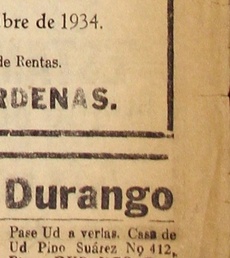 bre de 1934.
de Rentas.
RDENAS.
Durango
Pase Ud a verlas. Casa de
Ud Pino Suárez No 412,